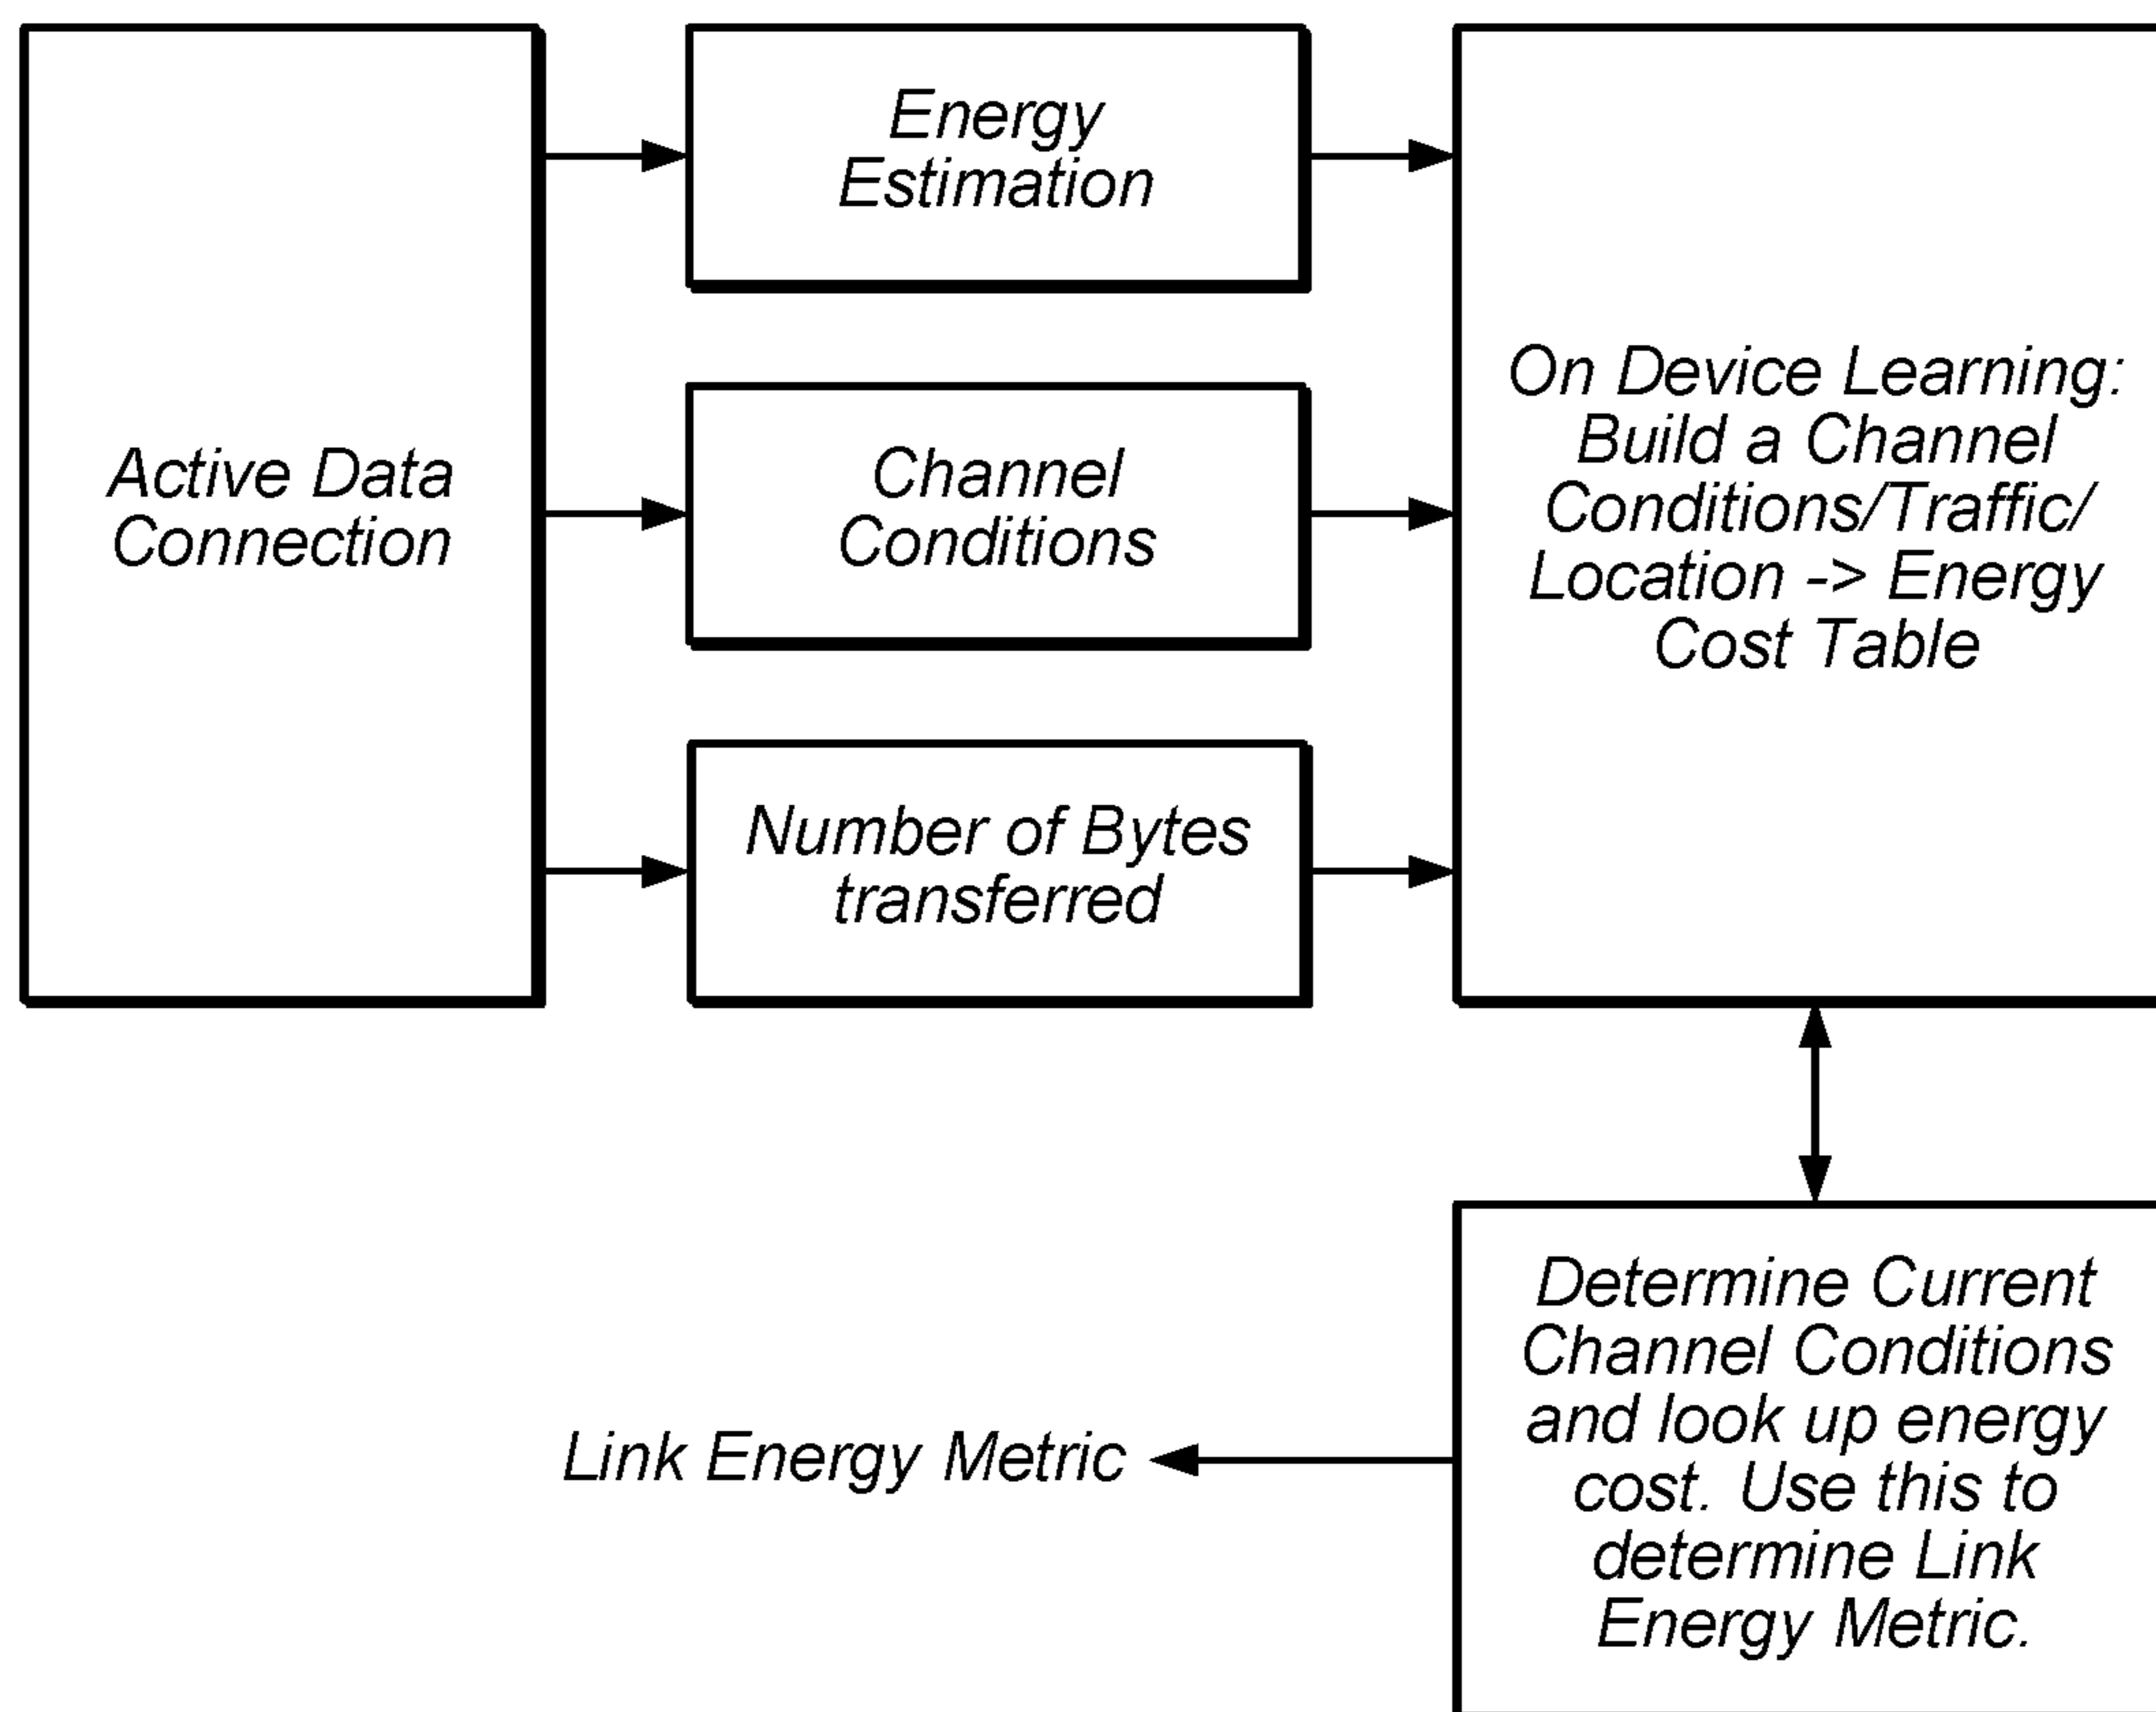 Energy
Estimation
Active Data
Connection
Channel
Conditions
Number of Bytes
transferred
On Device Learning:
Build a Channel
Conditions/Traffic/
Location -> Energy
Cost Table
Determine Current
Channel Conditions
and look up energy
cost. Use this to
determine Link
Energy Metric.
Link Energy Metric